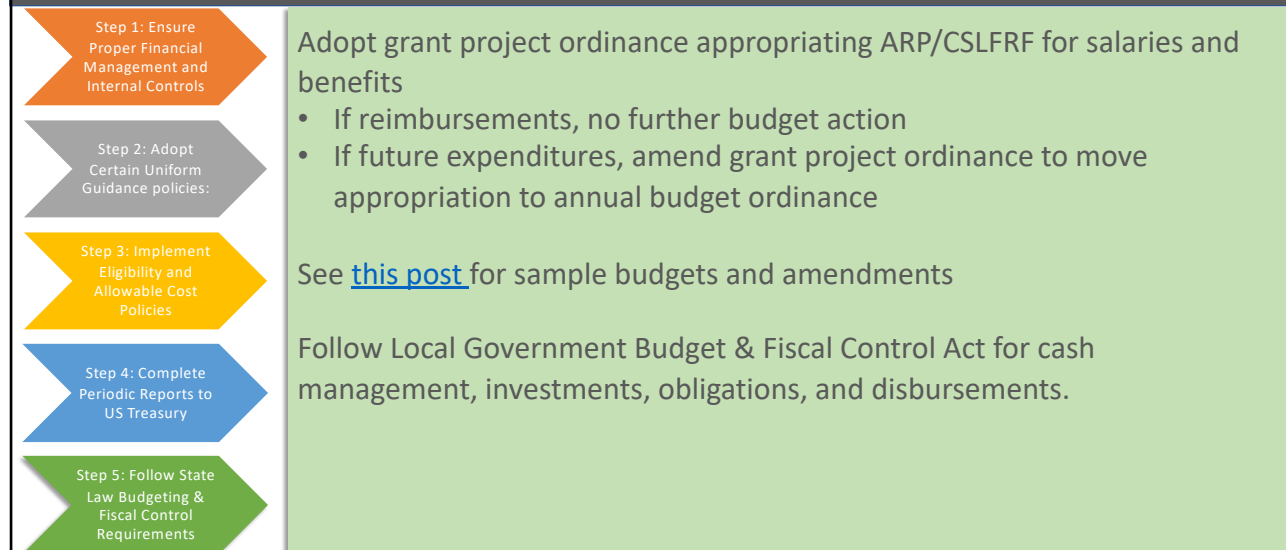 Step 1: Ensure
Proper Financial
Management and
Internal Controls
Step 2: Adopt
Certain Uniform
Guidance policies:
Step 3: Implement
Eligibility and
Allowable Cost
Policies
Step 4: Complete
Periodic Reports to
US Treasury
Step 5: Follow State
Law Budgeting &
Fiscal Control
Requirements
Adopt grant project ordinance appropriating ARP/CSLFRF for salaries and
benefits
• If reimbursements, no further budget action
• If future expenditures, amend grant project ordinance to move
appropriation to annual budget ordinance
See this post for sample budgets and amendments
Follow Local Government Budget & Fiscal Control Act for cash
management, investments, obligations, and disbursements.